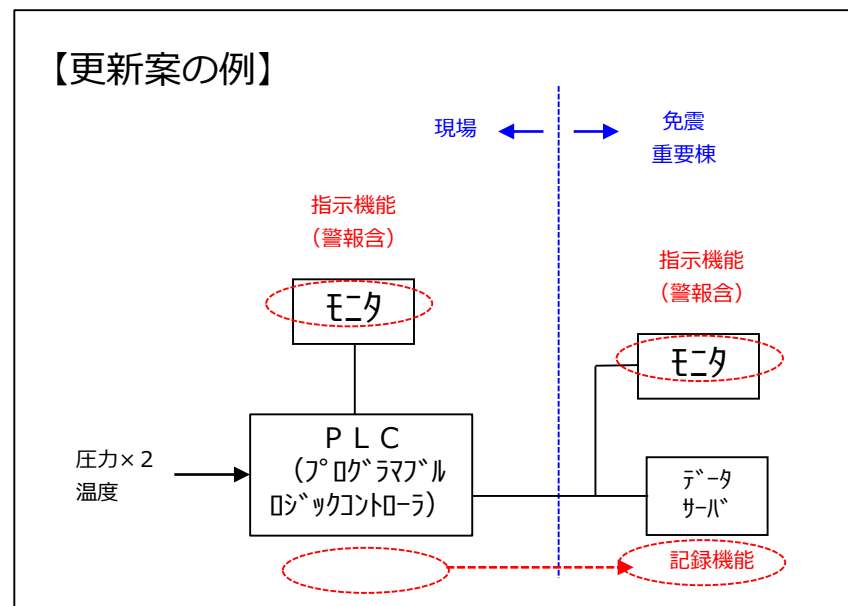 【更新案の例】
現場
免震
重要棟
指示機能
（警報含）
モニタ
指示機能
（警報含）
モニタ
圧力×２
温度
ＰＬＣ
（ﾌﾟﾛｸﾞﾗﾏﾌﾞﾙ
ﾛｼﾞｯｸｺﾝﾄﾛｰﾗ）
ﾃﾞｰﾀ
ｻｰﾊﾞ
記録機能